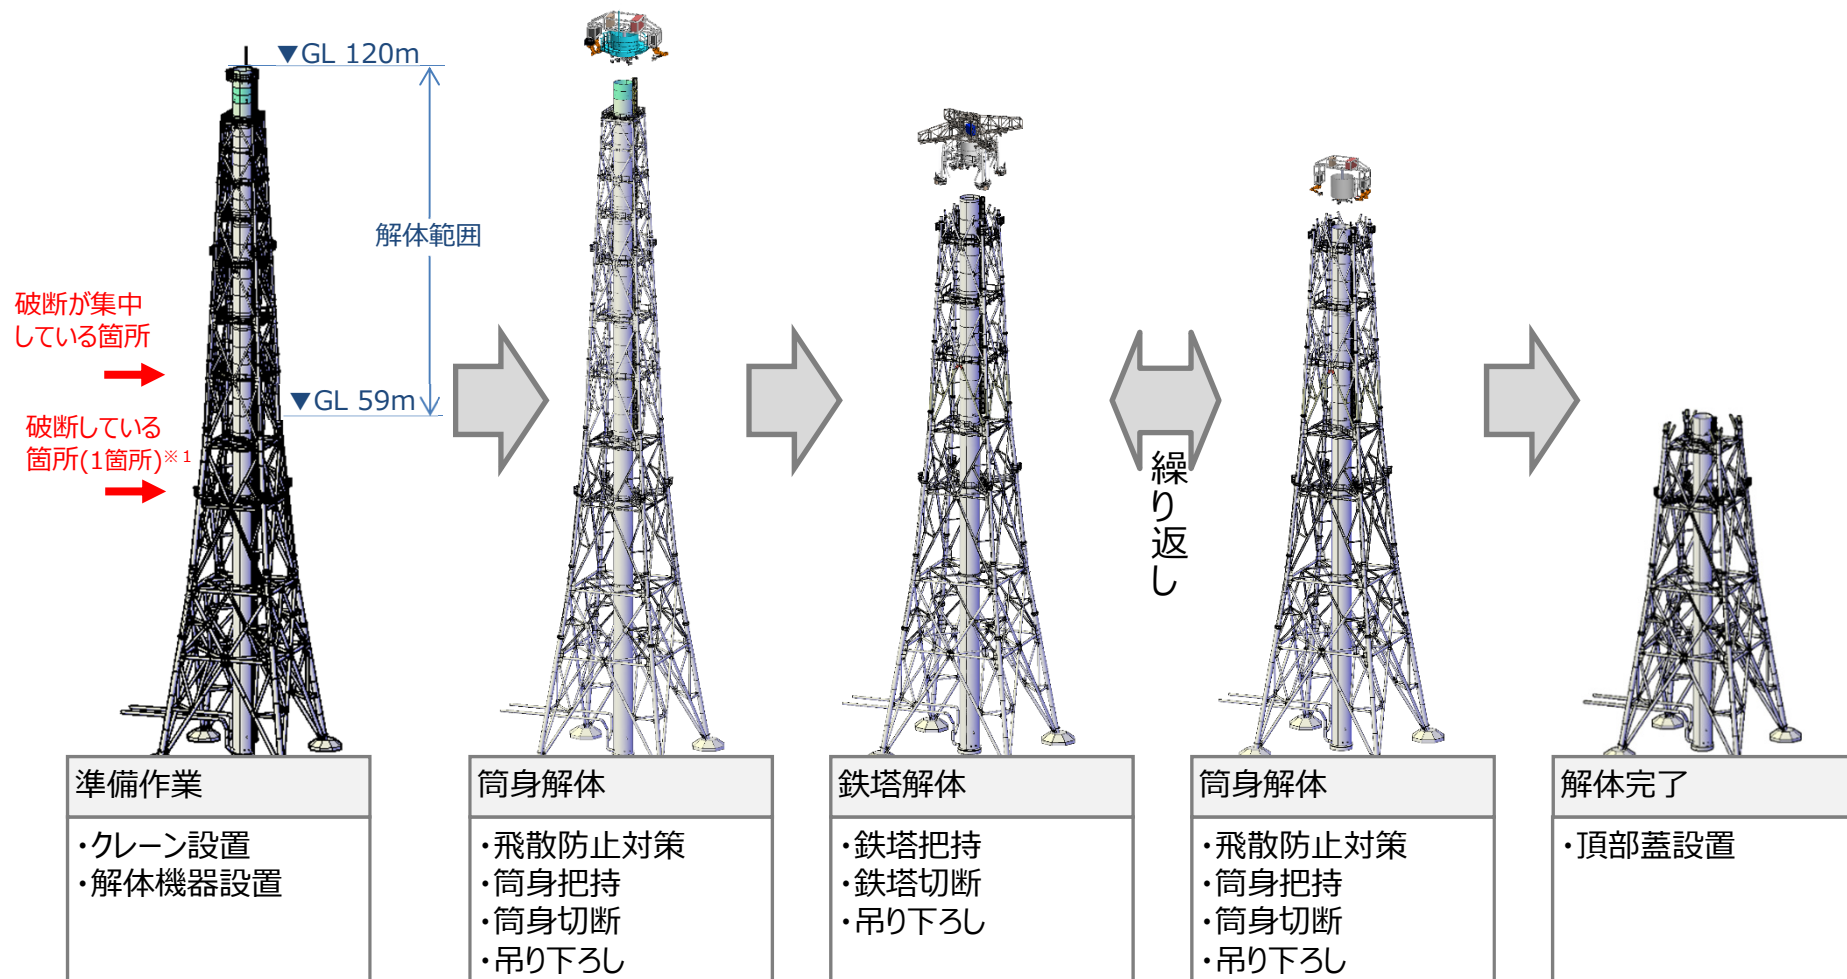 ▼GL 120m
解体範囲
破断が集中
している箇所
▼GL 59m
破断している
箇所(1箇所)※1
繰り返し
準備作業
・クレーン設置
・解体機器設置
筒身解体
・飛散防止対策
・筒身把持
・筒身切断
・吊り下ろし
鉄塔解体
・鉄塔把持
・鉄塔切断
・吊り下ろし
筒身解体
・飛散防止対策
・筒身把持
・筒身切断
・吊り下ろし
解体完了
・頂部蓋設置